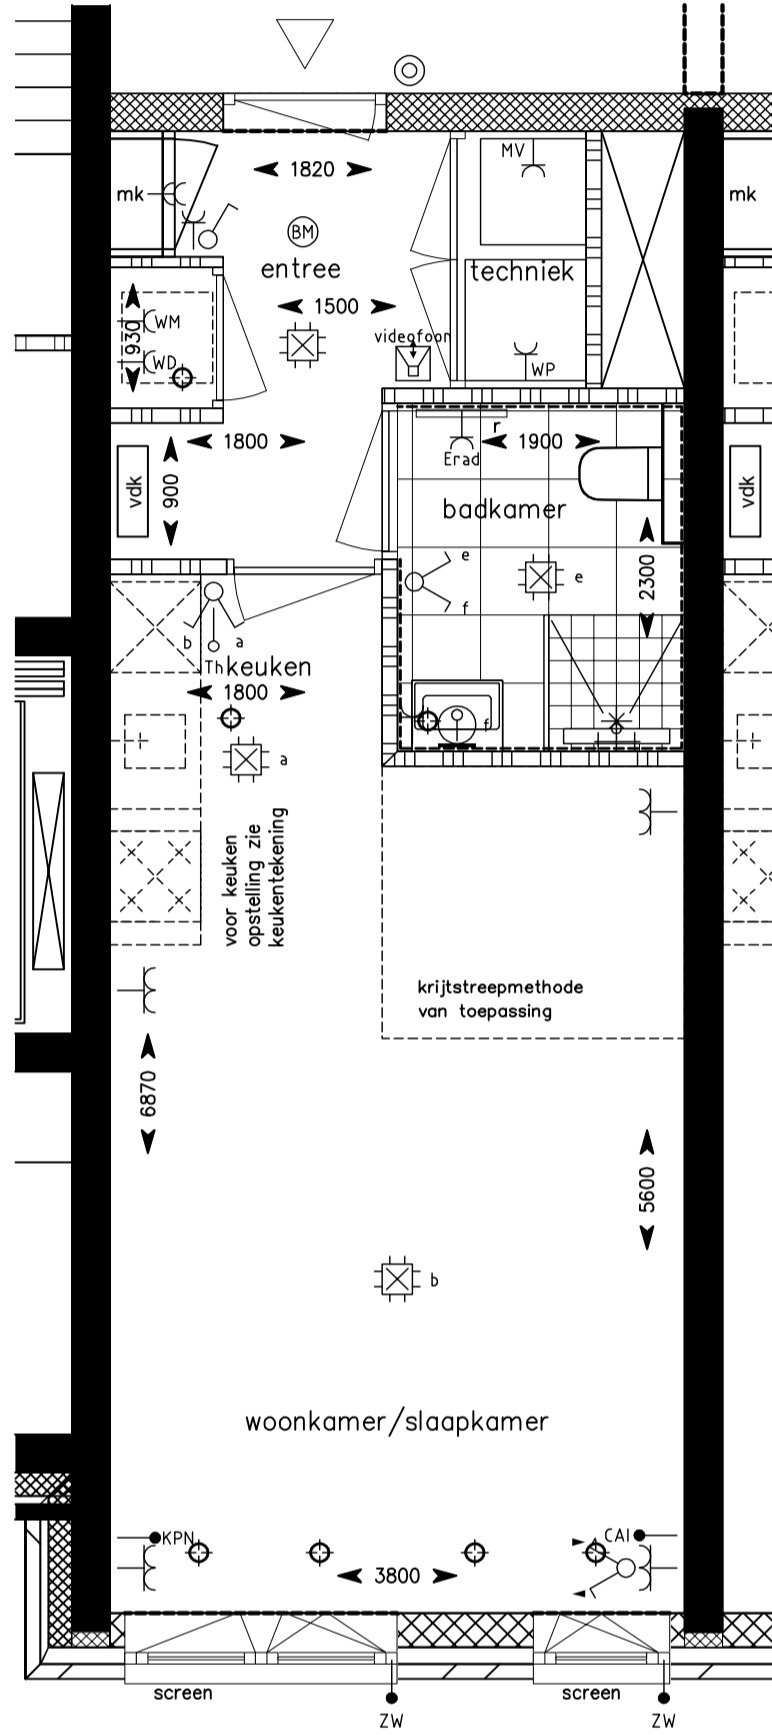 MV
1820
mk
mk
BM
entree
techniek
1500
WM
930
videofoon
WD
WP
1800
r
1900
Erad
vdk
900
vdk
badkamer
e
e
2300
f
b
a
Th
keuken
1800
f
a
voor keuken
opstelling zie
keukentekening
krijtstreepmethode
van toepassing
6870
5600
b
woonkamer/slaapkamer
KPN
CAI
3800
screen
screen
ZW
ZW